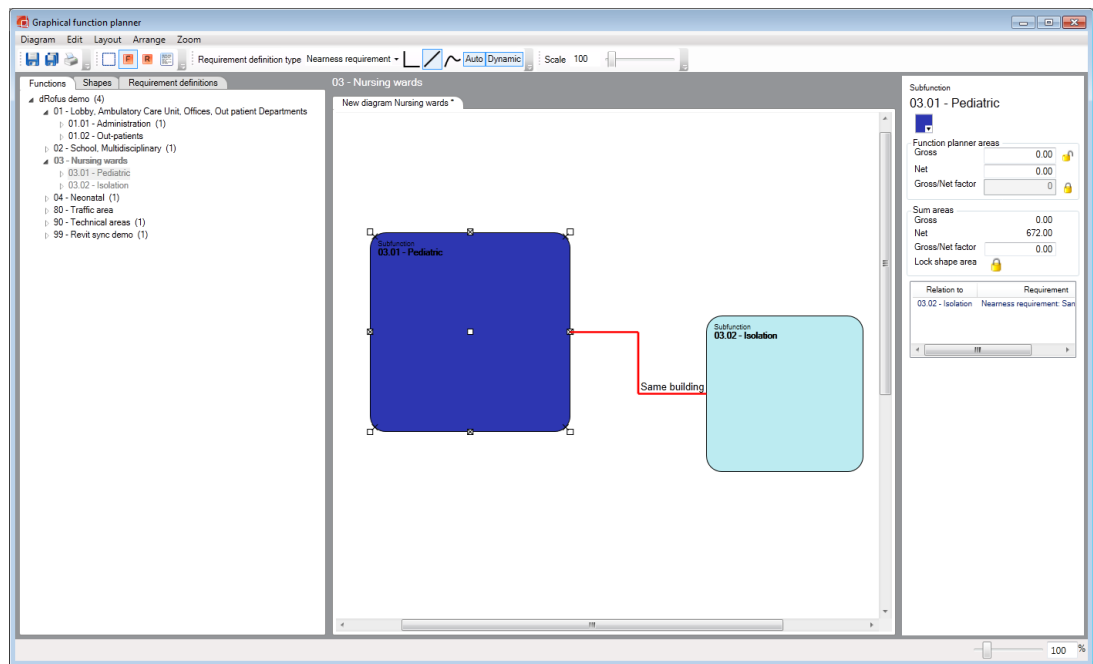 Graphical function planner
Diagram Edit Layout Arrange Zoom
F R Requirement definition type Nearness requirement Auto Dynamic Scale 100
Functions Shapes Requirement definitions
dRofus demo (4)
01 - Lobby, Ambulatory Care Unit, Offices, Out patient Departments
01.01 - Administration (1)
01.02 - Out-patients
02 - School, Multidisciplinary (1)
03 - Nursing wards
03.01 - Pediatric
03.02 - Isolation
04 - Neonatal (1)
80 - Traffic area
90 - Technical areas (1)
99 - Revit sync demo (1)
03 - Nursing wards
New diagram Nursing wards *
Subfunction
03.01 - Pediatric
Same building
Subfunction
03.02 - Isolation
Subfunction
03.01 - Pediatric
Function planner areas
Gross 0.00
Net 0.00
Gross/Net factor 0
Sum areas
Gross 0.00
Net 672.00
Gross/Net factor 0.00
Lock shape area
Relation to Requirement
03.02 - Isolation Nearness requirement: San
100 %